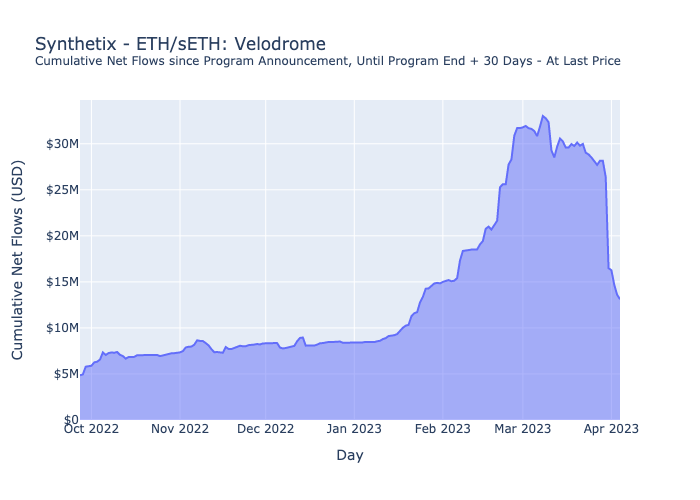 Synthetix - ETH/sETH: Velodrome
Cumulative Net Flows since Program Announcement, Until Program End + 30 Days - At Last Price
Cumulative Net Flows (USD)
$30M
$25M
$20M
$15M
$10M
$5M
$0
Oct 2022 Nov 2022 Dec 2022 Jan 2023 Feb 2023 Mar 2023 Apr 2023
Day